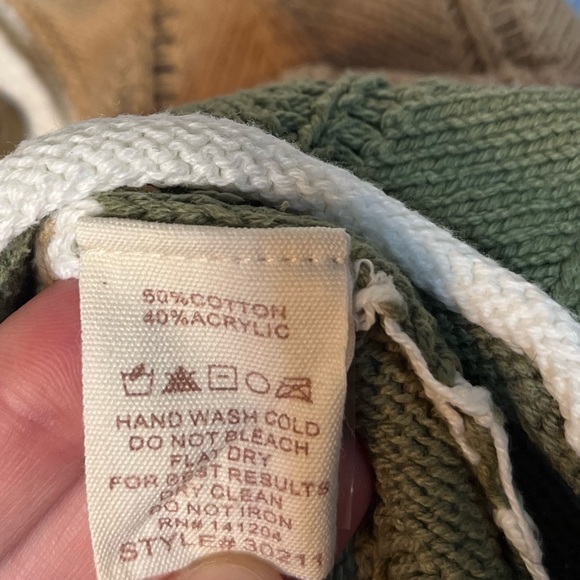 60%COTTON
40%ACRYLIC
HAND WASH COLD
DO NOT BLEACH
FLAT DRY
FOR BEST RESULTS
DRY CLEAN
DO NOT IRON
RN# 141204
STYLE# 30211